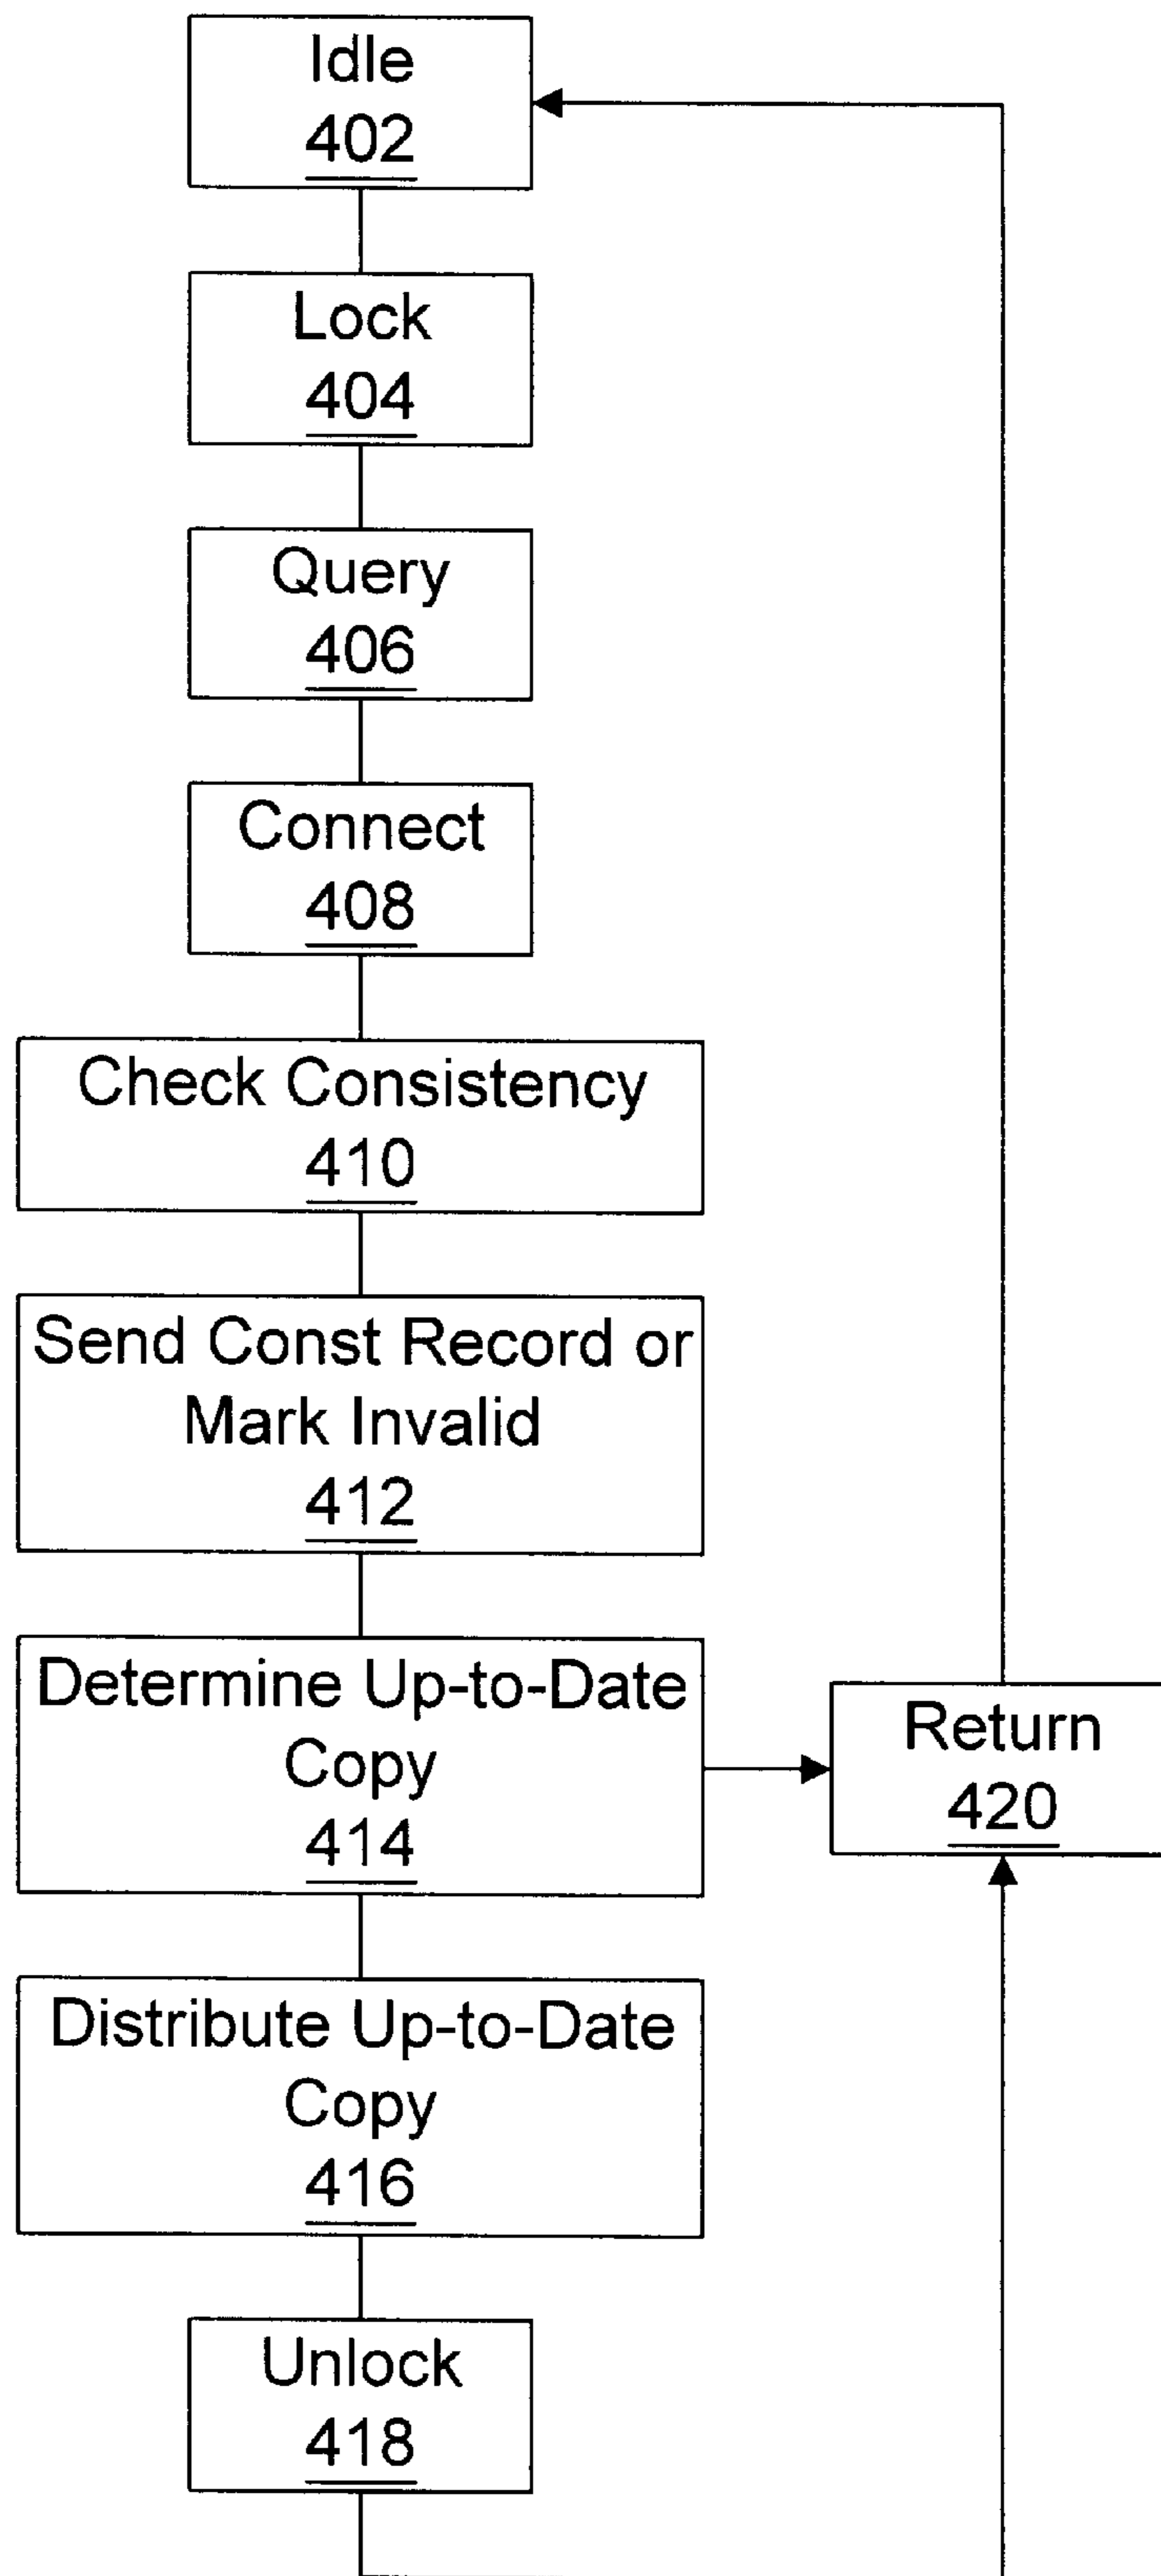 Idle
402
Lock
404
Query
406
Connect
408
Check Consistency
410
Send Const Record or
Mark Invalid
412
Determine Up-to-Date
Copy
414
Return
420
Distribute Up-to-Date
Copy
416
Unlock
418